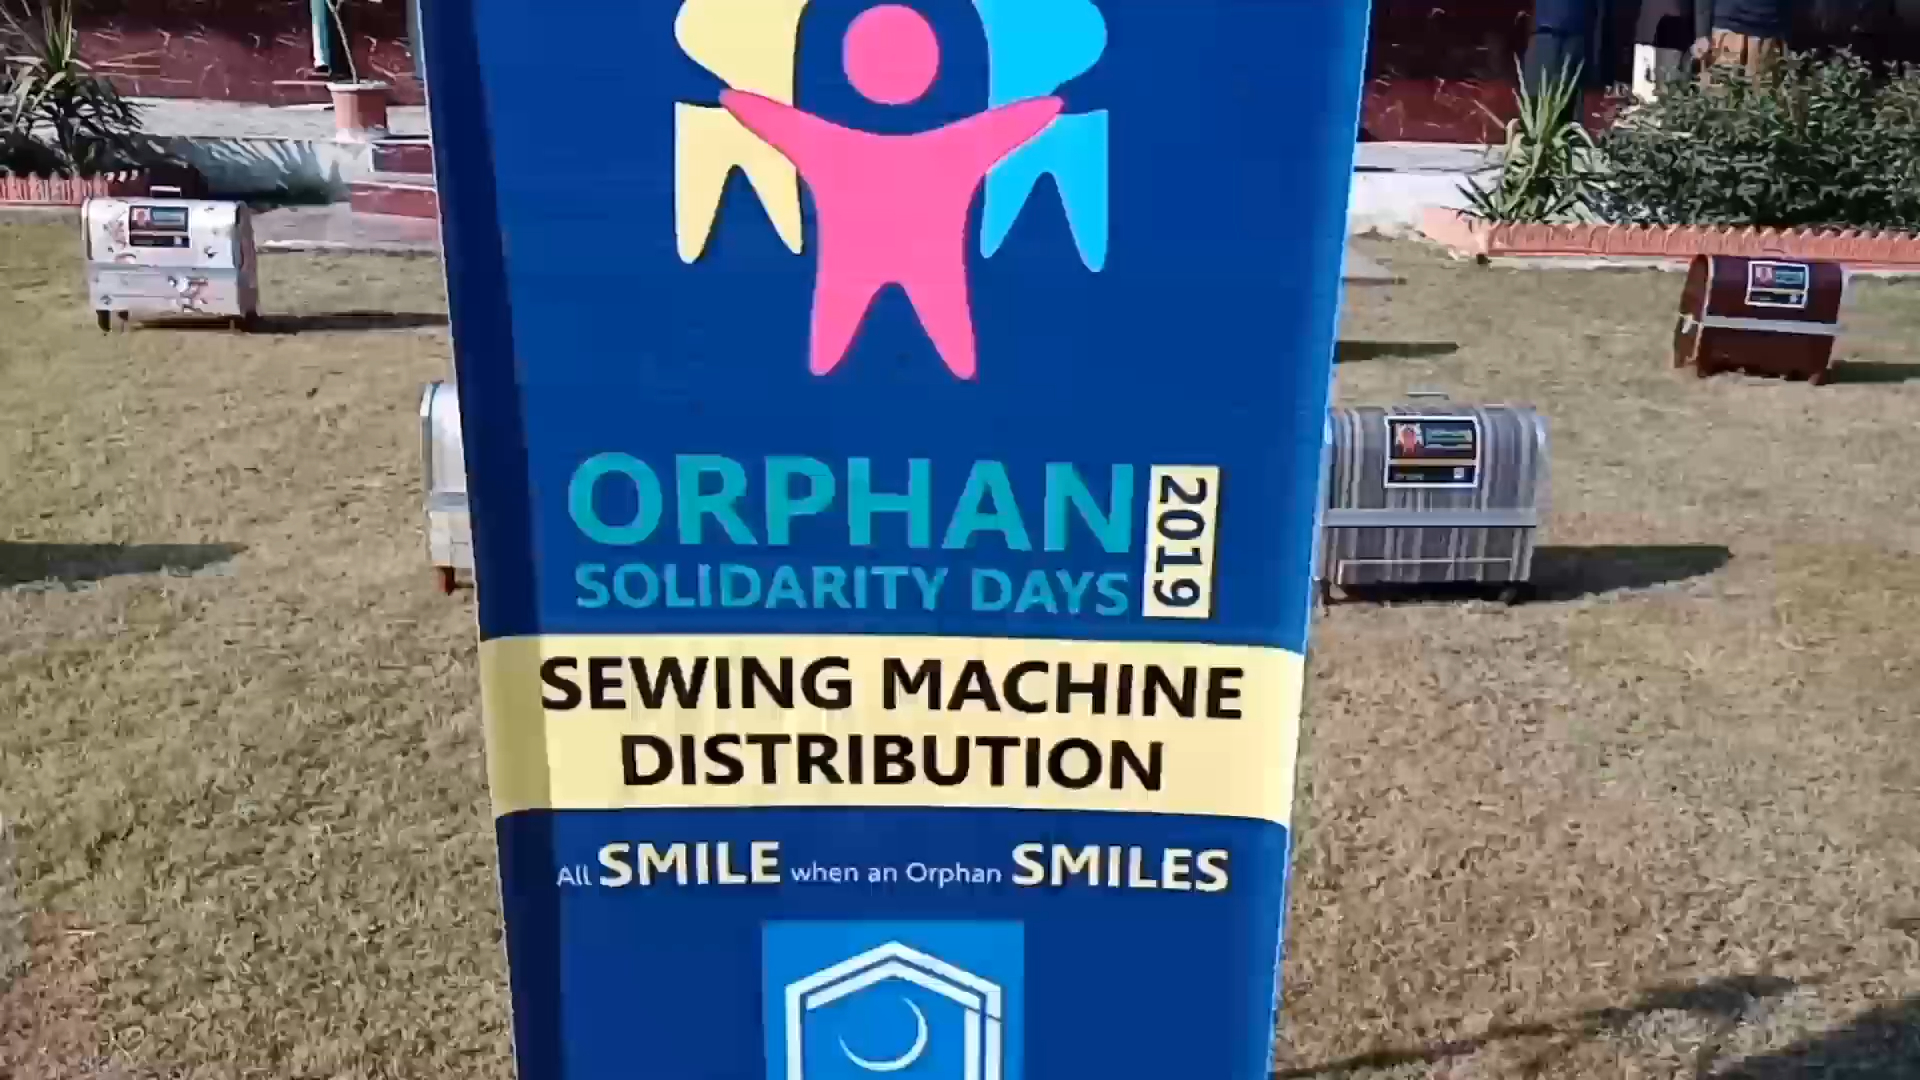 ORPHAN
SOLIDARITY DAYS
2019
SEWING MACHINE
DISTRIBUTION
All SMILE when an Orphan SMILES